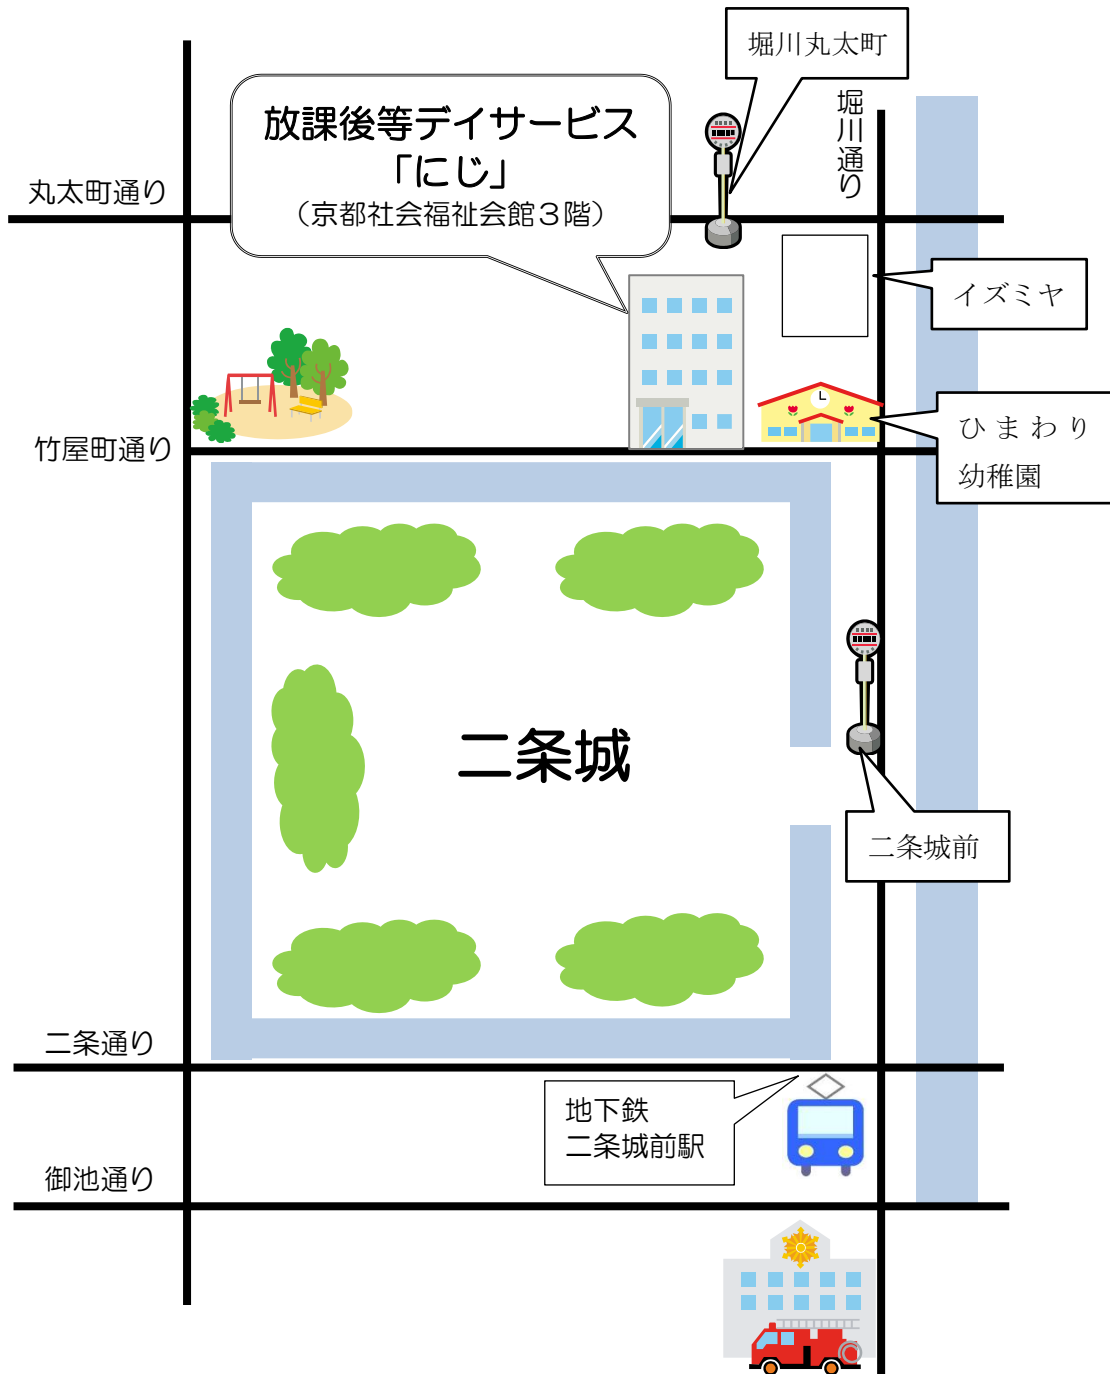 堀川丸太町
堀川通り
放課後等デイサービス
「にじ」
（京都社会福祉会館３階）
丸太町通り
イズミヤ
ひまわり
幼稚園
竹屋町通り
二条城
二条城前
二条通り
地下鉄
二条城前駅
御池通り